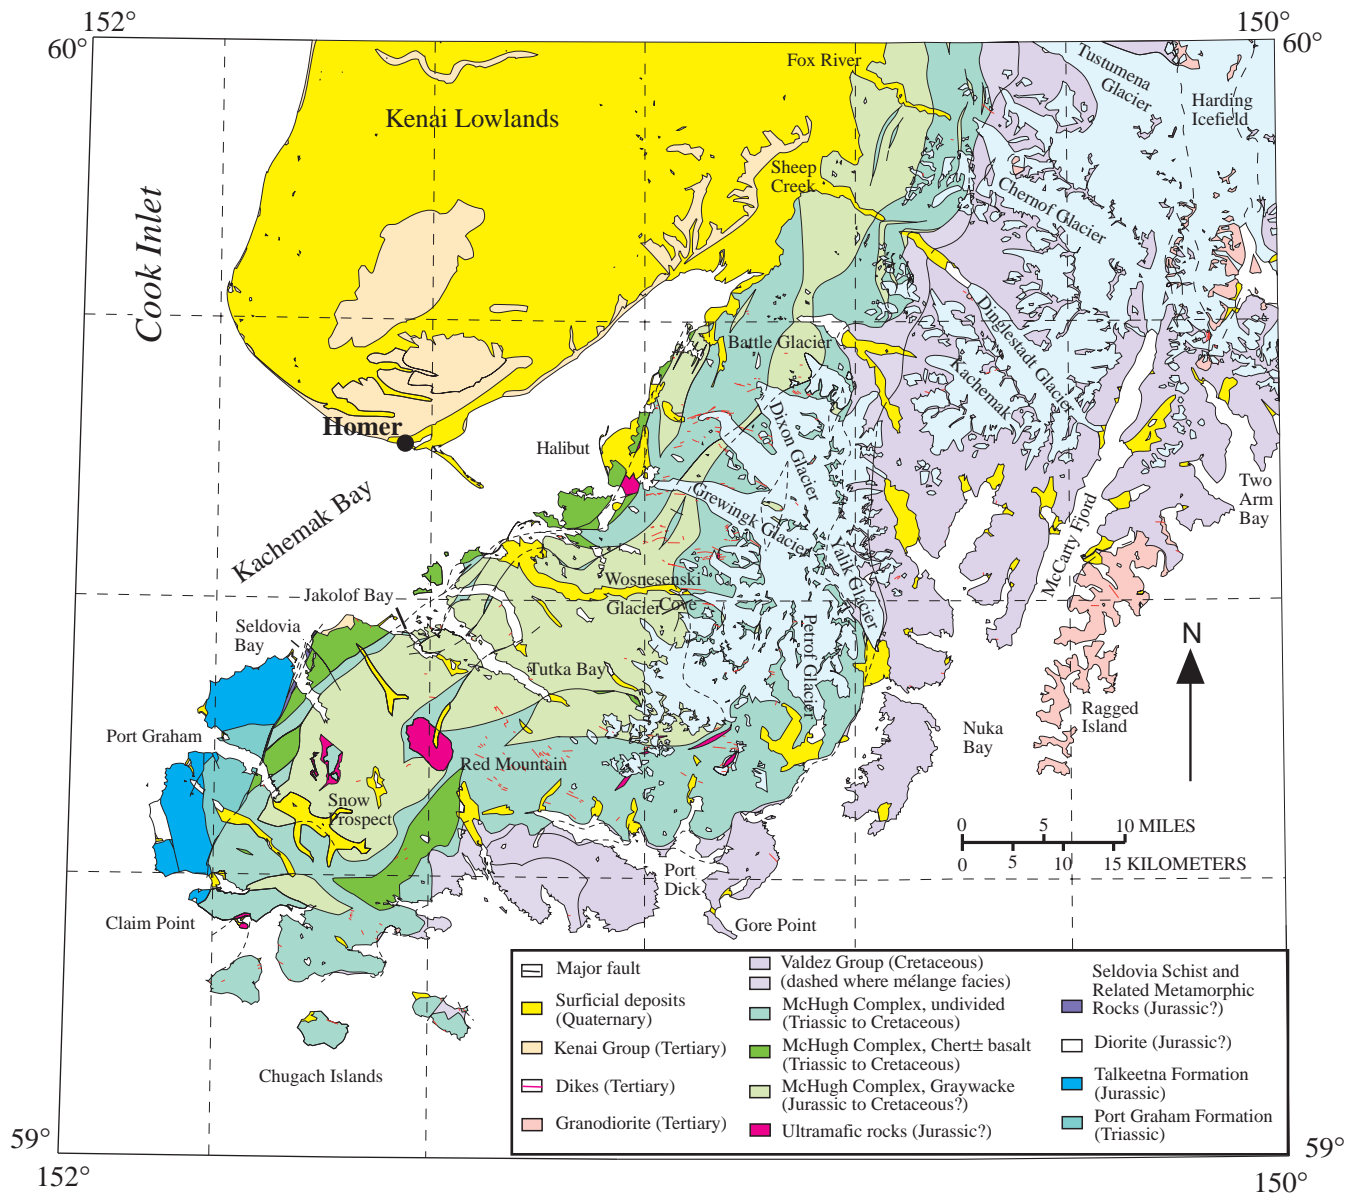 152°
150°
60°
60°
Fox River
Tustumena
Glacier
Harding
Icefield
Kenai Lowlands
Sheep
Creek
Chernof Glacier
Cook Inlet
Dinglestadt Glacier
Kachemak
Battle Glacier
Dixon Glacier
Homer
Halibut
Grewingk Glacier
Yalik Glacier
McCarty Fjord
Two
Arm
Bay
Kachemak Bay
Wosnesenski
Glacier
Cove
Jakolof Bay
Petrof Glacier
Seldovia
Bay
Tutka Bay
N
Port Graham
Nuka
Bay
Ragged
Island
Red Mountain
Snow
Prospect
0 5 10 MILES
0 5 10 15 KILOMETERS
Port
Dick
Claim Point
Gore Point
Chugach Islands
Major fault
Surficial deposits
(Quaternary)
Kenai Group (Tertiary)
Dikes (Tertiary)
Granodiorite (Tertiary)
Valdez Group (Cretaceous)
(dashed where mélange facies)
McHugh Complex, undivided
(Triassic to Cretaceous)
McHugh Complex, Chert± basalt
(Triassic to Cretaceous)
McHugh Complex, Graywacke
(Jurassic to Cretaceous?)
Ultramafic rocks (Jurassic?)
Seldovia Schist and
Related Metamorphic
Rocks (Jurassic?)
Diorite (Jurassic?)
Talkeetna Formation
(Jurassic)
Port Graham Formation
(Triassic)
59°
59°
152°
150°